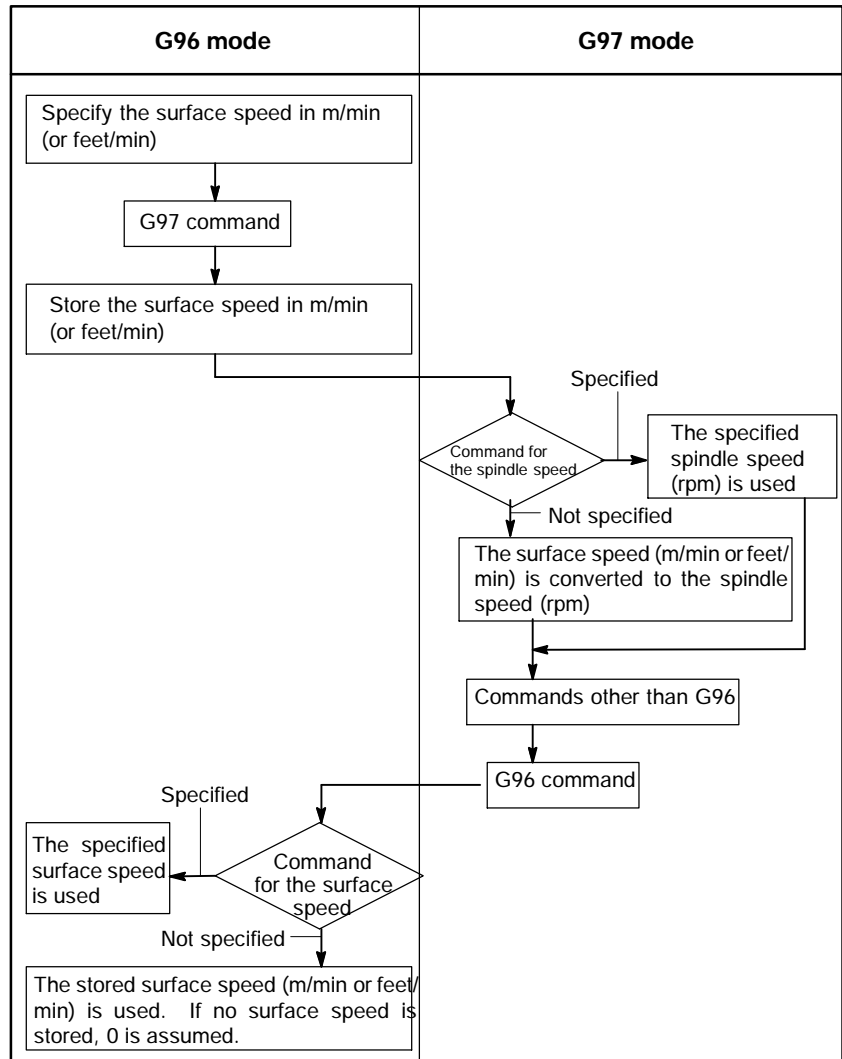 G96 mode
G97 mode
Specify the surface speed in m/min
(or feet/min)
G97 command
Store the surface speed in m/min
(or feet/min)
Specified
Command for
the spindle speed
The specified
spindle speed
(rpm) is used
Not specified
The surface speed (m/min or feet/
min) is converted to the spindle
speed (rpm)
Commands other than G96
G96 command
Specified
Command
for the surface
speed
The specified
surface speed
is used
Not specified
The stored surface speed (m/min or feet/
min) is used. If no surface speed is
stored, 0 is assumed.